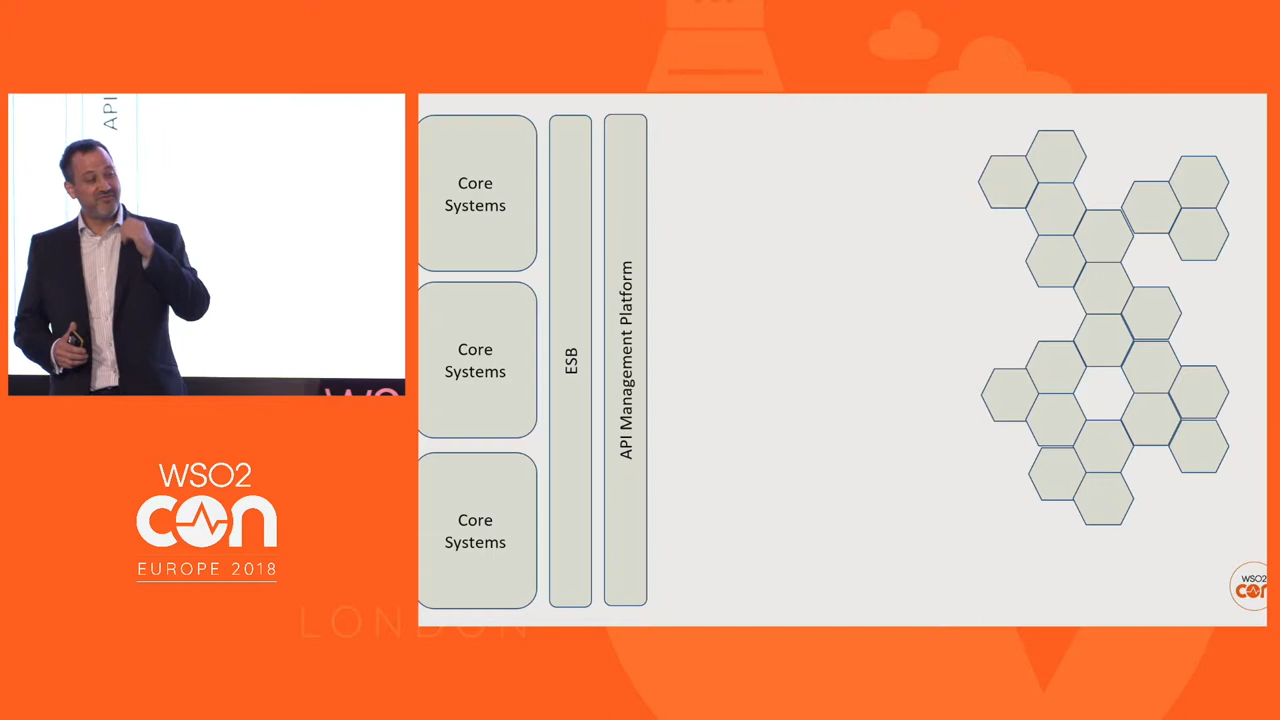 API
WSO2
con
EUROPE 2018
LONDON
Core
Systems
Core
Systems
Core
Systems
ESB
API Management Platform
WSO2
con